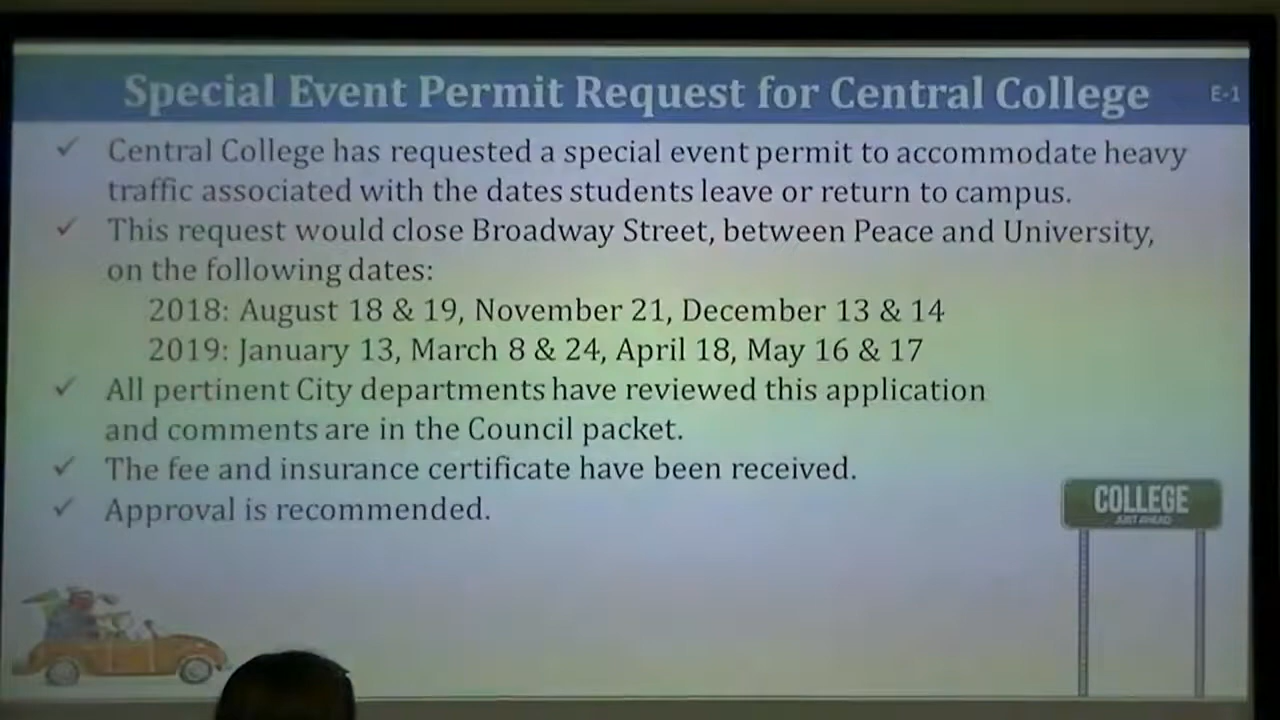 Special Event Permit Request for Central College
E-1
✓ Central College has requested a special event permit to accommodate heavy
traffic associated with the dates students leave or return to campus.
✓ This request would close Broadway Street, between Peace and University,
on the following dates:
2018: August 18 & 19, November 21, December 13 & 14
2019: January 13, March 8 & 24, April 18, May 16 & 17
✓ All pertinent City departments have reviewed this application
and comments are in the Council packet.
✓ The fee and insurance certificate have been received.
✓ Approval is recommended.
COLLEGE
JUST AHEAD